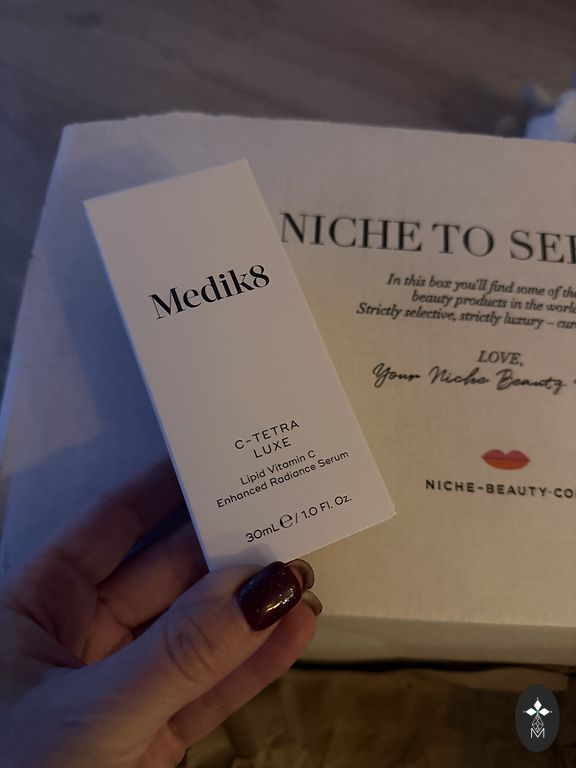 Medik8
C-TETRA
LUXE
Lipid Vitamin C
Enhanced Radiance Serum
30mL℮/ 1.0 Fl. Oz.
NICHE TO SE
In this box you'll find some of the
beauty products in the world
Strictly selective, strictly luxury – cur
LOVE,
Your Niche Beauty
NICHE-BEAUTY·CO
M